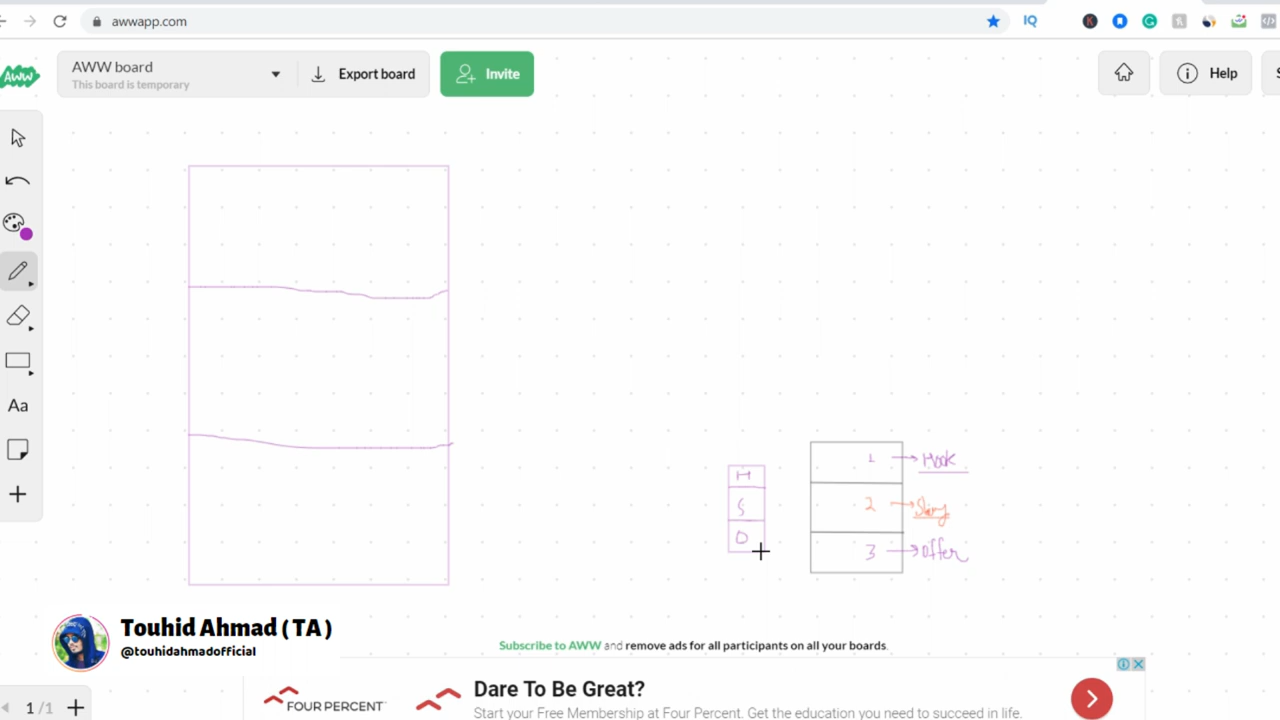 awwapp.com
IQ
K
AWW
AWW board
This board is temporary
Export board
Invite
Help
S
Aa
H
S
O
1 → Hook
2 → Story
3 → offer
Touhid Ahmad ( TA )
@touhidahmadofficial
Subscribe to AWW and remove ads for all participants on all your boards.
FOUR PERCENT
Dare To Be Great?
Start your Free Membership at Four Percent. Get the education you need to succeed in life.
1 / 1